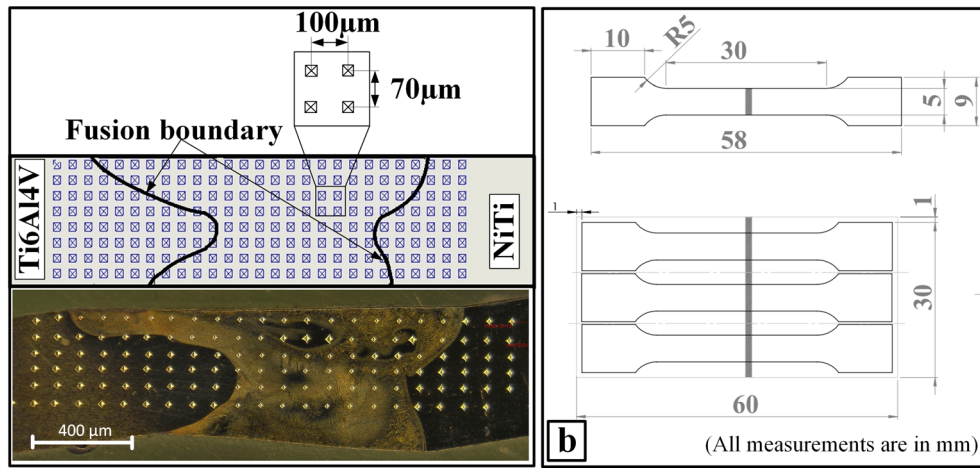 100μm
70μm
Fusion boundary
Ti6Al4V
NiTi
400 μm
10
R5
30
5
9
58
1
1
30
60
b
(All measurements are in mm)